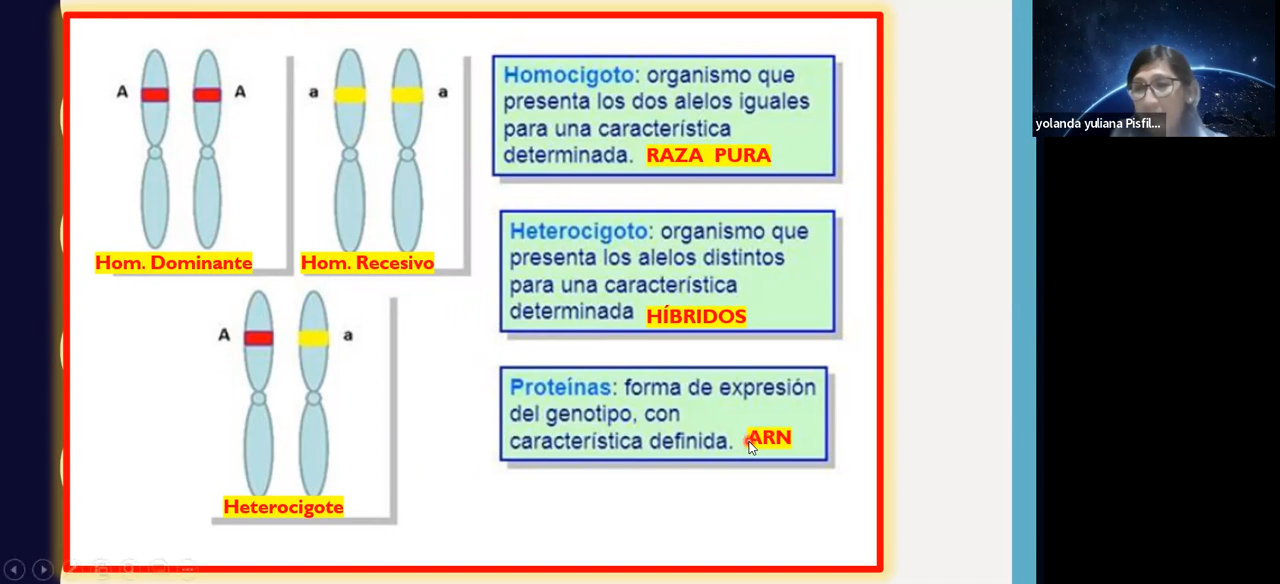 A A
a a
Hom. Dominante
Hom. Recesivo
A a
Heterocigote
Homocigoto: organismo que
presenta los dos alelos iguales
para una característica
determinada. RAZA PURA
Heterocigoto: organismo que
presenta los alelos distintos
para una característica
determinada HÍBRIDOS
Proteínas: forma de expresión
del genotipo, con
característica definida. ARN
yolanda yuliana Pisfil...